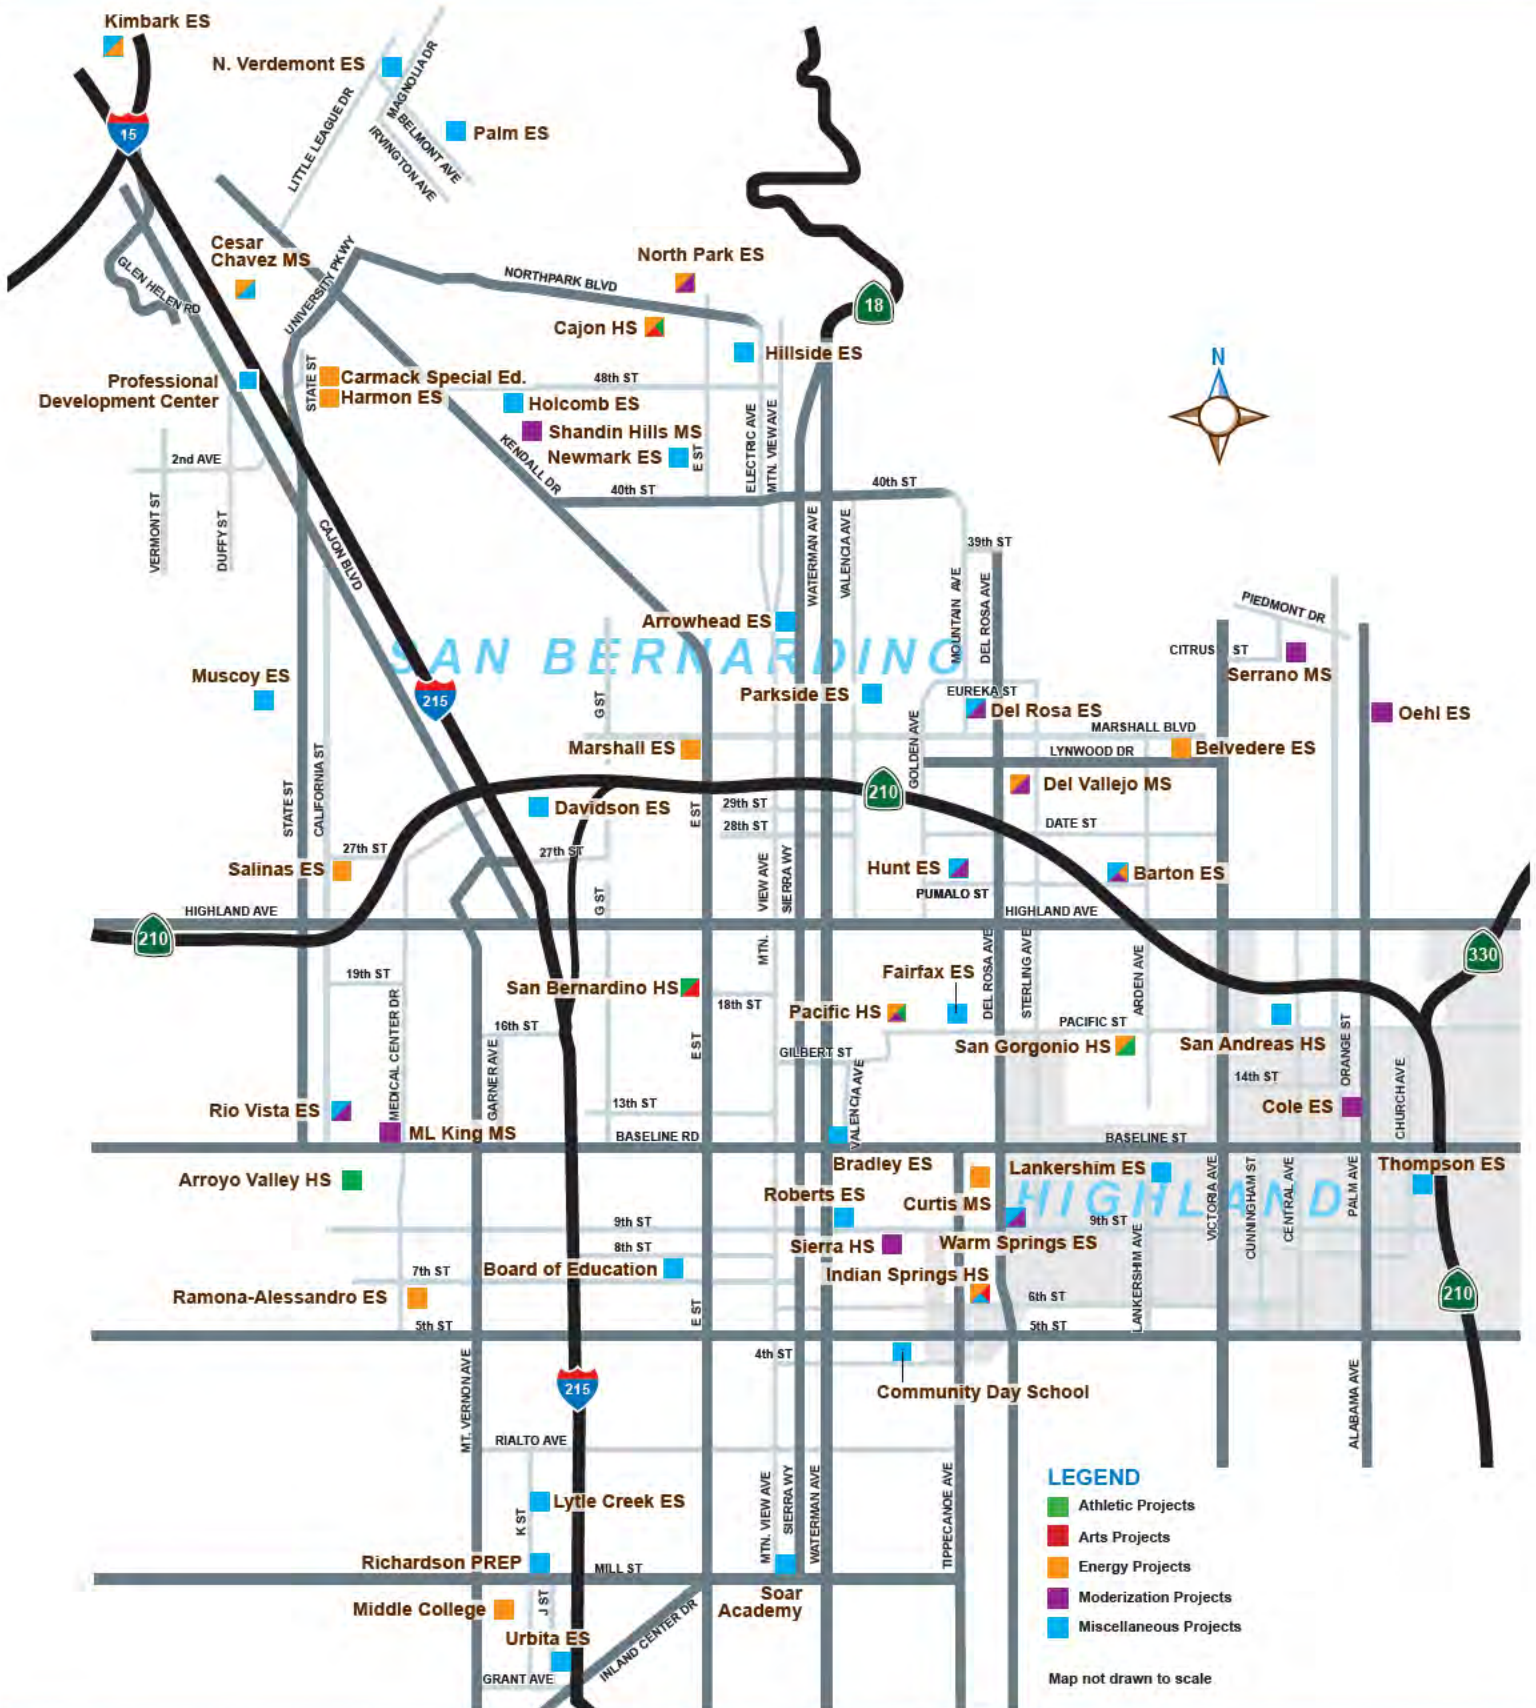 Kimbark ES
N. Verdemont ES
MAGNOLIA DR
LITTLE LEAGUE DR
BELMONT AVE
IRVINGTON AVE
Palm ES
15
Cesar
Chavez MS
GLEN HELEN RD
UNIVERSITY PKWY
North Park ES
NORTHPARK BLVD
18
Cajon HS
Hillside ES
N
Professional
Development Center
STATE ST
Carmack Special Ed.
Harmon ES
48th ST
Holcomb ES
Shandin Hills MS
Newmark ES
E ST
ELECTRIC AVE
MTN. VIEW AVE
KENDALL DR
2nd AVE
VERMONT ST
DUFFY ST
40th ST
40th ST
CAJON BLVD
WATERMAN AVE
VALENCIA AVE
39th ST
MOUNTAIN AVE
DEL ROSA AVE
PIEDMONT DR
Arrowhead ES
SAN BERNARDINO
CITRUS ST
Serrano MS
Muscoy ES
215
G ST
Parkside ES
EUREKA ST
Del Rosa ES
Oehl ES
MARSHALL BLVD
Marshall ES
GOLDEN AVE
LYNWOOD DR
Belvedere ES
STATE ST
CALIFORNIA ST
Davidson ES
E ST
29th ST
28th ST
210
Del Vallejo MS
DATE ST
27th ST
27th ST
Salinas ES
G ST
MTN. VIEW AVE
SIERRA WY
Hunt ES
PUMALO ST
Barton ES
HIGHLAND AVE
HIGHLAND AVE
210
330
19th ST
MEDICAL CENTER DR
San Bernardino HS
18th ST
Fairfax ES
Pacific HS
DEL ROSA AVE
STERLING AVE
ARDEN AVE
16th ST
GARNER AVE
E ST
GILBERT ST
PACIFIC ST
San Gorgonio HS
San Andreas HS
ORANGE ST
CHURCH AVE
VALENCIA AVE
14th ST
Cole ES
Rio Vista ES
13th ST
ML King MS
BASELINE RD
BASELINE ST
Bradley ES
Lankershim ES
Thompson ES
Arroyo Valley HS
Roberts ES
Curtis MS
HIGHLAND
VICTORIA AVE
CUNNINGHAM ST
CENTRAL AVE
PALM AVE
9th ST
9th ST
8th ST
Sierra HS
Warm Springs ES
LANKERSHIM AVE
7th ST
Board of Education
Indian Springs HS
Ramona-Alessandro ES
E ST
6th ST
210
5th ST
5th ST
4th ST
MT. VERNON AVE
215
Community Day School
ALABAMA AVE
RIALTO AVE
K ST
Lytle Creek ES
MTN. VIEW AVE
SIERRA WY
WATERMAN AVE
TIPPECANOE AVE
LEGEND
Athletic Projects
Arts Projects
Energy Projects
Moderization Projects
Miscellaneous Projects
Richardson PREP
MILL ST
Soar
Academy
Middle College
J ST
Urbita ES
INLAND CENTER DR
GRANT AVE
Map not drawn to scale